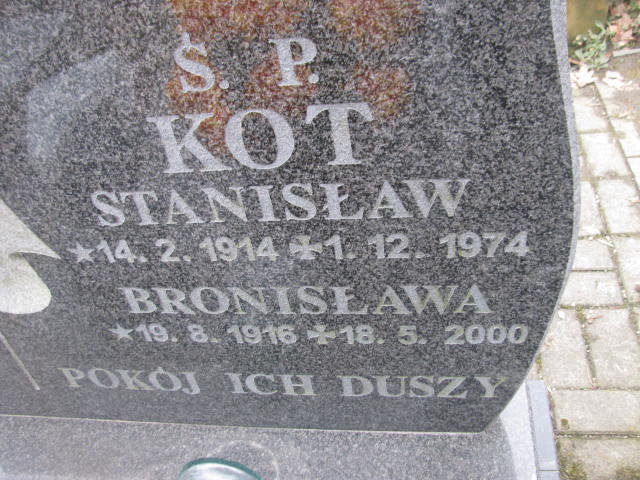 Ś. P.
KOT
STANISŁAW
★14. 2. 1914 ✠1. 12. 1974
BRONISŁAWA
★19. 8. 1916 ✠18. 5. 2000
POKÓJ ICH DUSZY